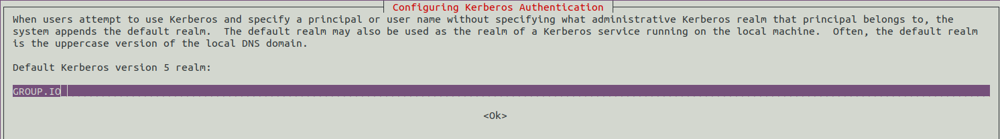 Configuring Kerberos Authentication
When users attempt to use Kerberos and specify a principal or user name without specifying what administrative Kerberos realm that principal belongs to, the
system appends the default realm.  The default realm may also be used as the realm of a Kerberos service running on the local machine.  Often, the default realm
is the uppercase version of the local DNS domain.
Default Kerberos version 5 realm:
GROUP.IO
<Ok>